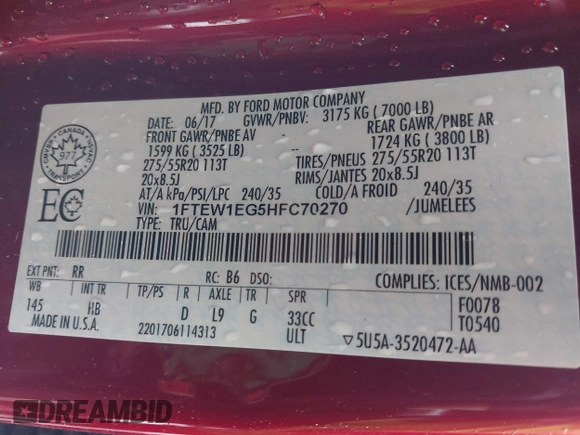 MFD. BY FORD MOTOR COMPANY
DATE: 06/17 GVWR/PNBV: 3175 KG ( 7000 LB)
FRONT GAWR/PNBE AV REAR GAWR/PNBE AR
1599 KG ( 3525 LB) 1724 KG ( 3800 LB)
275/55R20 113T TIRES/PNEUS 275/55R20 113T
20x8.5J RIMS/JANTES 20x8.5J
AT/A kPa/PSI/LPC 240/35 COLD/A FROID 240/35
VIN: 1FTEW1EG5HFC70270 /JUMELEES
TYPE: TRU/CAM
CANADA
977
TRANSPORT
EC
EXT PNT: RR RC: B6 DSO: COMPLIES: ICES/NMB-002
WB INT TR TP/PS R AXLE TR SPR F0078
145 HB D L9 G 33CC T0540
MADE IN U.S.A. 2201706114313 ULT ▽5U5A-3520472-AA
DREAMBID